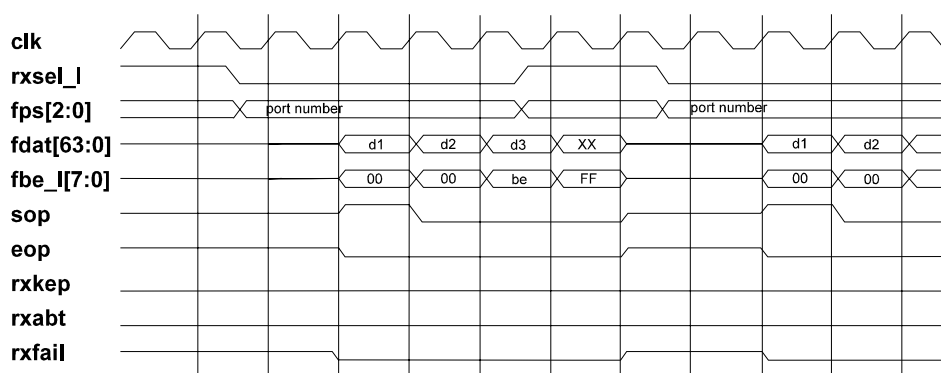 clk
rxsel_l
fps[2:0] port number port number
fdat[63:0] d1 d2 d3 XX d1 d2
fbe_l[7:0] 00 00 be FF 00 00
sop
eop
rxkep
rxabt
rxfail